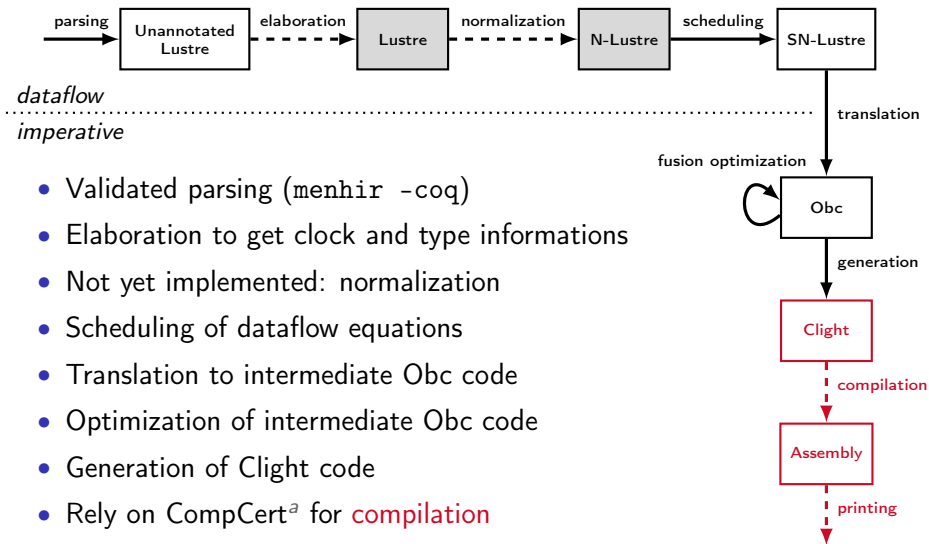 parsing
Unannotated
Lustre
elaboration
Lustre
normalization
N-Lustre
scheduling
SN-Lustre
dataflow
imperative
translation
fusion optimization
Obc
generation
Clight
compilation
Assembly
printing
• Validated parsing (menhir -coq)
• Elaboration to get clock and type informations
• Not yet implemented: normalization
• Scheduling of dataflow equations
• Translation to intermediate Obc code
• Optimization of intermediate Obc code
• Generation of Clight code
• Rely on CompCertᵃ for compilation